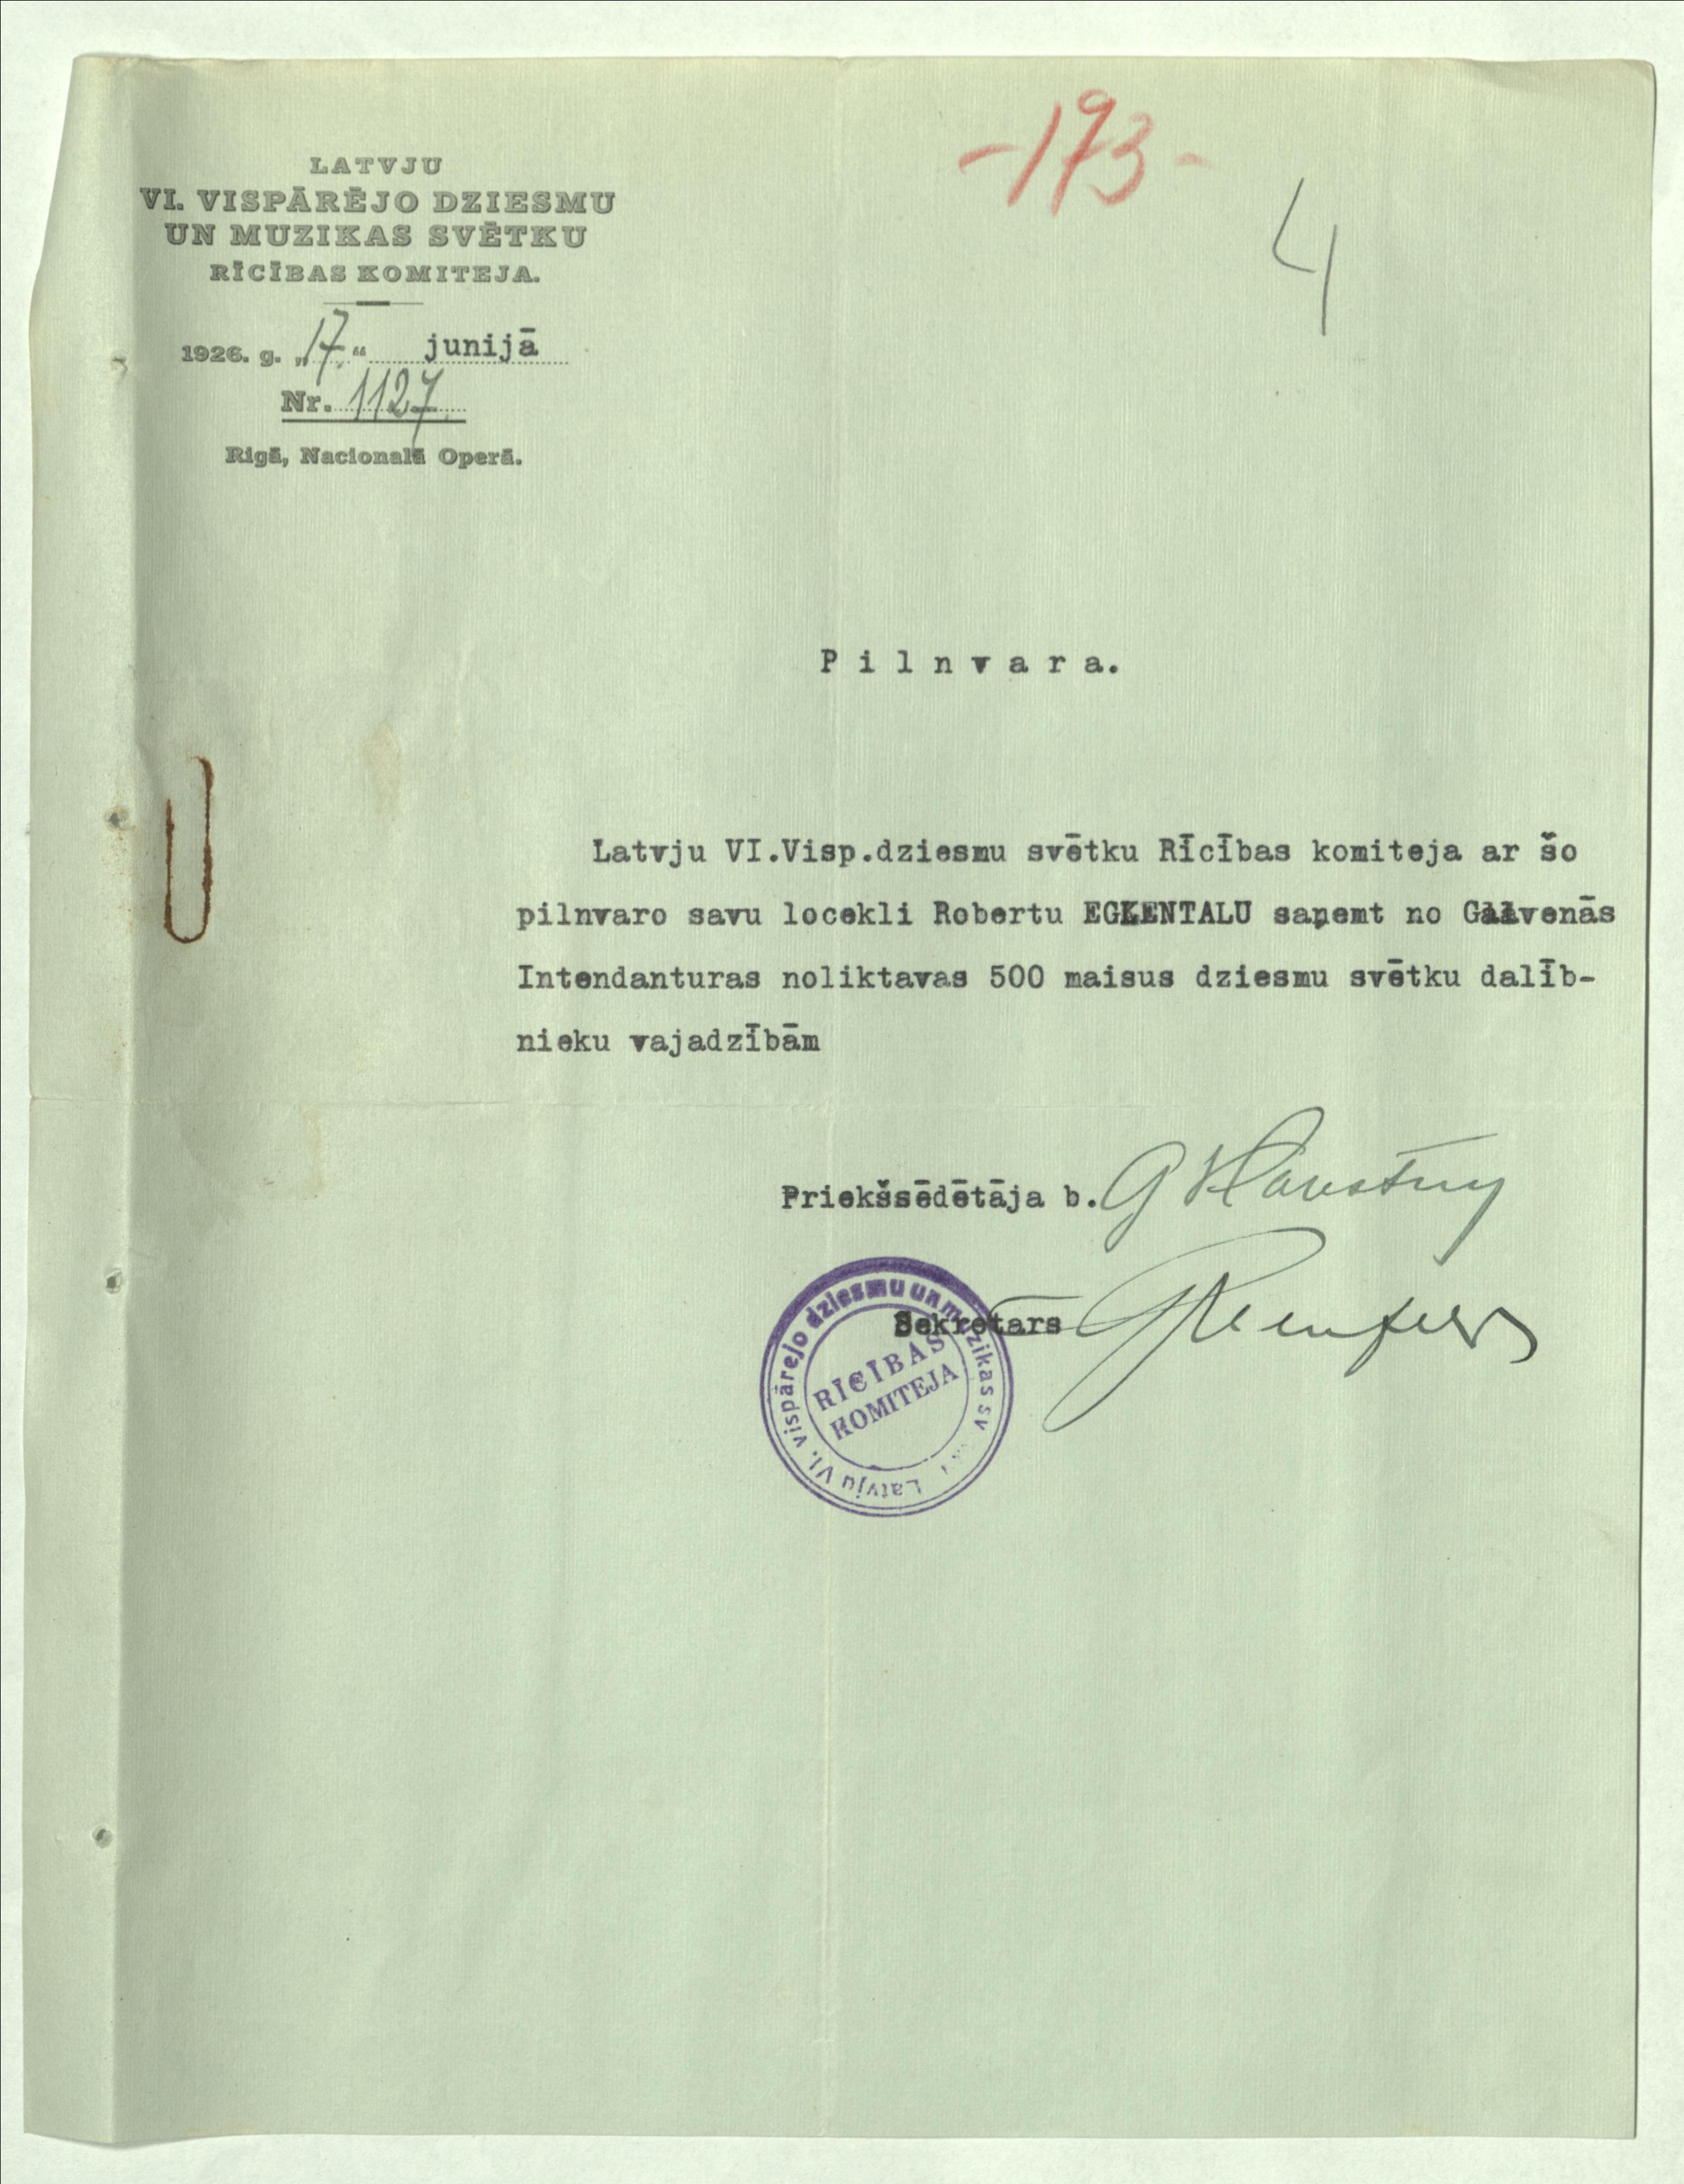 -173-
4
LATVJU
VI. VISPĀRĒJO DZIESMU
UN MUZIKAS SVĒTKU
RĪCĪBAS KOMITEJA.
1926. g. „17.“ junijā
Nr. 1127.
Rigā, Nacionalā Operā.
Pilnvara.
Latvju VI.Visp.dziesmu svētku Rīcības komiteja ar šo
pilnvaro savu locekli Robertu EGĻENTALU saņemt no Galvenās
Intendanturas noliktavas 500 maisus dziesmu svētku dalīb-
nieku vajadzībām
Priekšsēdētāja b.
Sekretars
Latvju VI. vispārejo dziesmu un muzikas sv
RĪCĪBAS
KOMITEJA